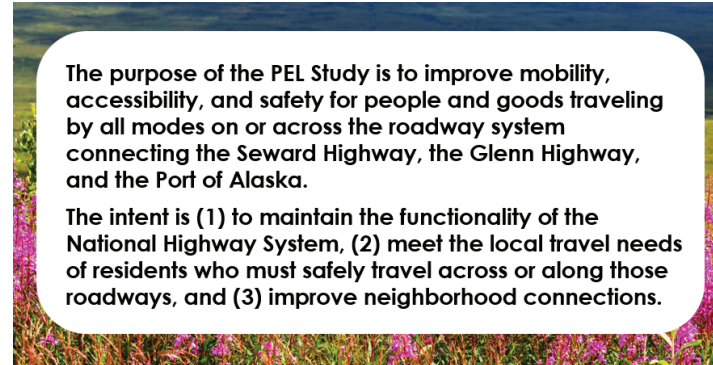 The purpose of the PEL Study is to improve mobility,
accessibility, and safety for people and goods traveling
by all modes on or across the roadway system
connecting the Seward Highway, the Glenn Highway,
and the Port of Alaska.
The intent is (1) to maintain the functionality of the
National Highway System, (2) meet the local travel needs
of residents who must safely travel across or along those
roadways, and (3) improve neighborhood connections.